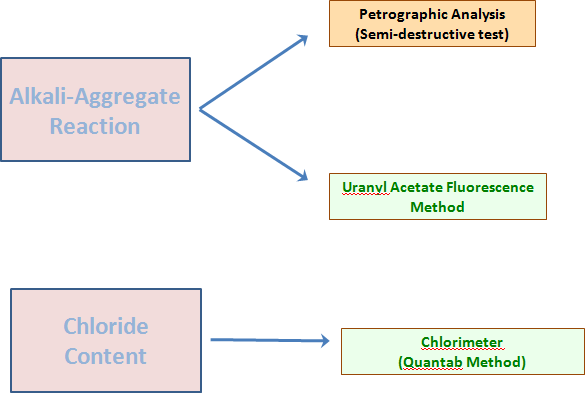 Petrographic Analysis
(Semi-destructive test)
Alkali-Aggregate
Reaction
Uranyl Acetate Fluorescence
Method
Chloride
Content
Chlorimeter
(Quantab Method)